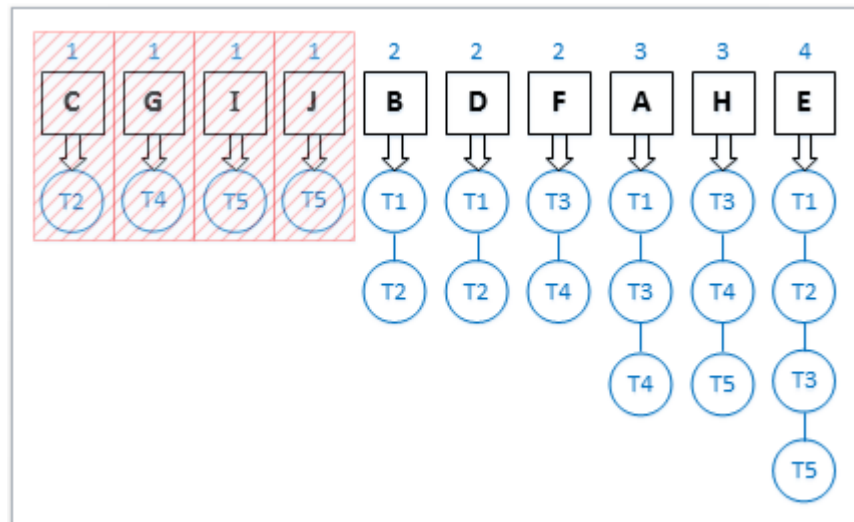 1 1 1 1 2 2 2 3 3 4
C G I J B D F A H E
T2 T4 T5 T5 T1 T1 T3 T1 T3 T1
T2 T2 T4 T3 T4 T2
T4 T5 T3
T5